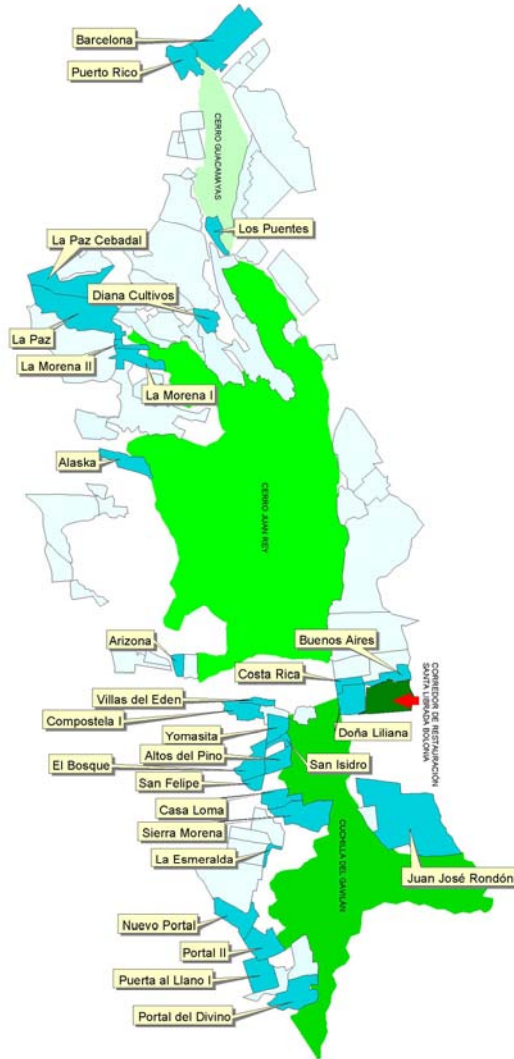 Barcelona
Puerto Rico
CERRO GUACAMAYAS
Los Puentes
La Paz Cebadal
Diana Cultivos
La Paz
La Morena II
La Morena I
Alaska
CERRO JUAN REY
Arizona
Buenos Aires
Costa Rica
CORREDOR DE RESTAURACIÓN
SANTA LIBRADA BOLONIA
Villas del Eden
Compostela I
Doña Liliana
Yomasita
Altos del Pino
El Bosque
San Isidro
San Felipe
Casa Loma
Sierra Morena
CUCHILLA DEL GAVILÁN
La Esmeralda
Juan José Rondón
Nuevo Portal
Portal II
Puerta al Llano I
Portal del Divino